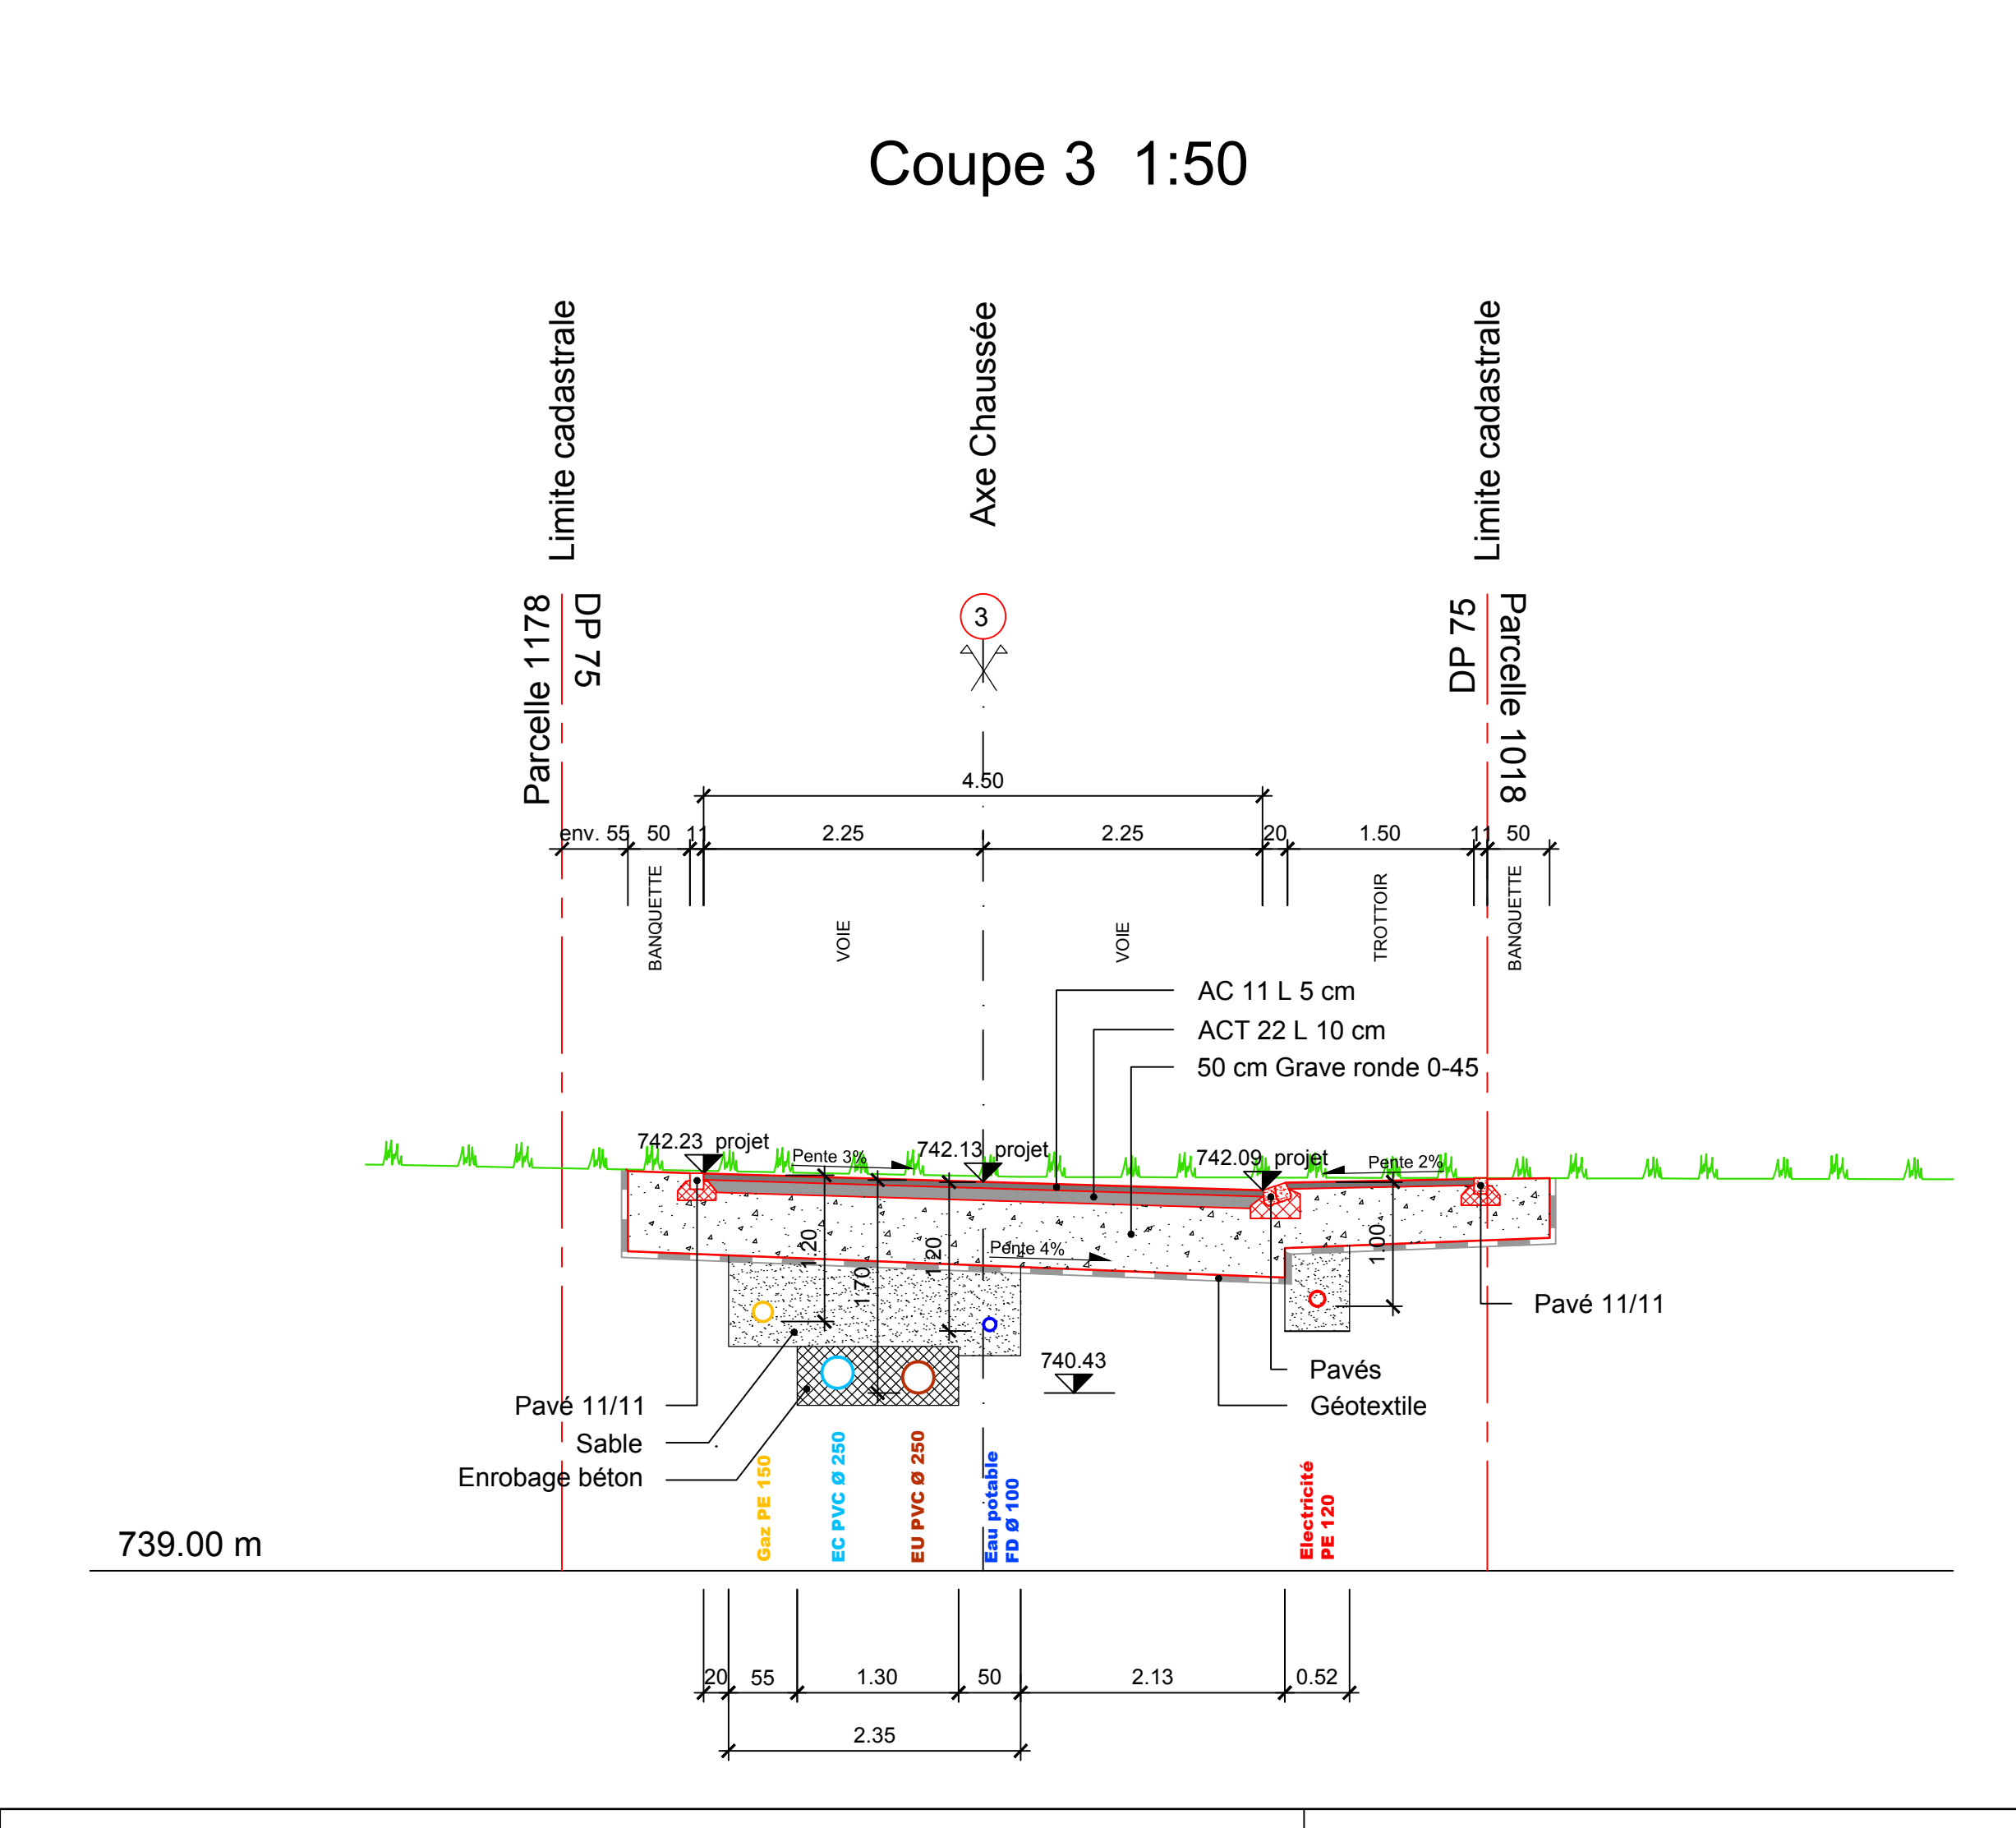 Coupe 3 1:50
Limite cadastrale
Axe Chaussée
Limite cadastrale
Parcelle 1178
DP 75
3
DP 75
Parcelle 1018
4.50
env. 55
50
11
2.25
2.25
20
1.50
11
50
BANQUETTE
VOIE
VOIE
TROTTOIR
BANQUETTE
AC 11 L 5 cm
ACT 22 L 10 cm
50 cm Grave ronde 0-45
742.23 projet
Pente 3%
742.13 projet
742.09 projet
Pente 2%
1.20
1.70
1.20
Pente 4%
1.00
Pavé 11/11
740.43
Pavés
Géotextile
Pavé 11/11
Sable
Enrobage béton
Gaz PE 150
EC PVC Ø 250
EU PVC Ø 250
Eau potable
FD Ø 100
Electricité
PE 120
739.00 m
20
55
1.30
50
2.13
0.52
2.35